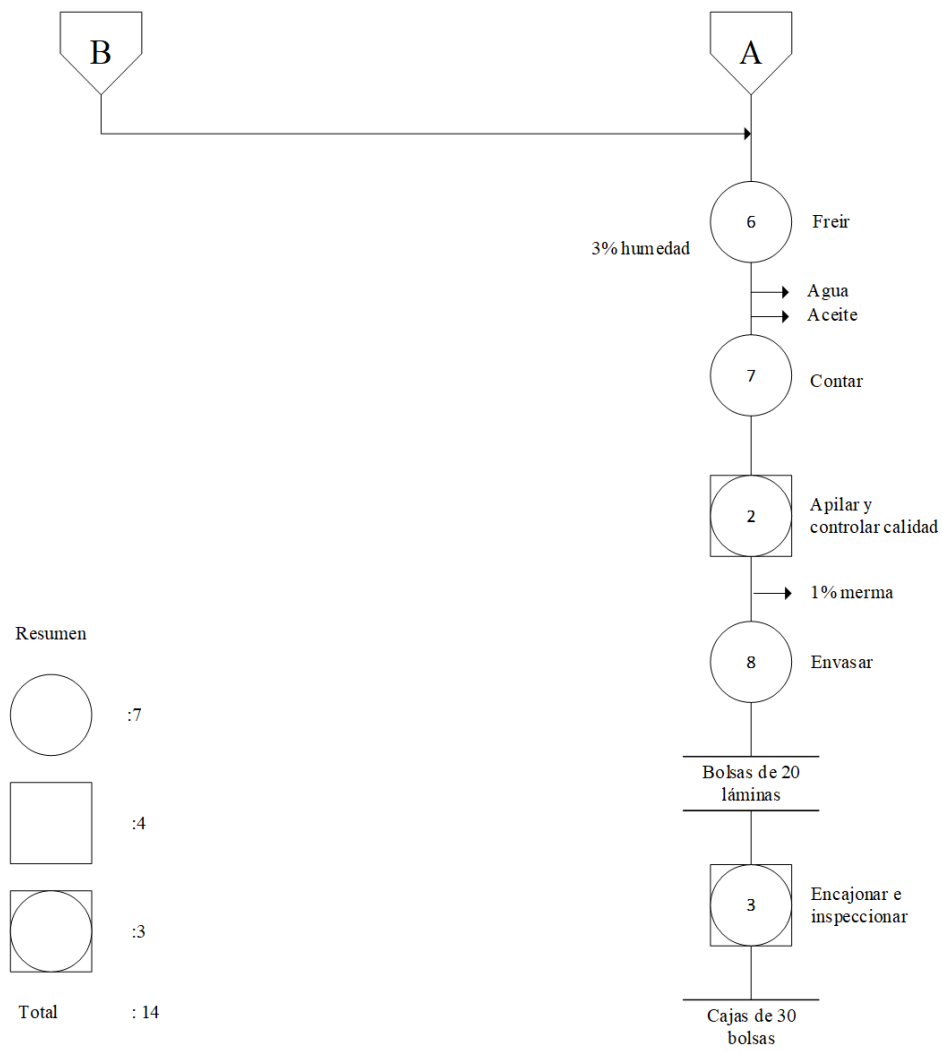 B
A
6
Freir
3% humedad
Agua
Aceite
7
Contar
2
Apilar y
controlar calidad
1% merma
8
Envasar
Bolsas de 20
láminas
3
Encajonar e
inspeccionar
Cajas de 30
bolsas
Resumen
:7
:4
:3
Total : 14